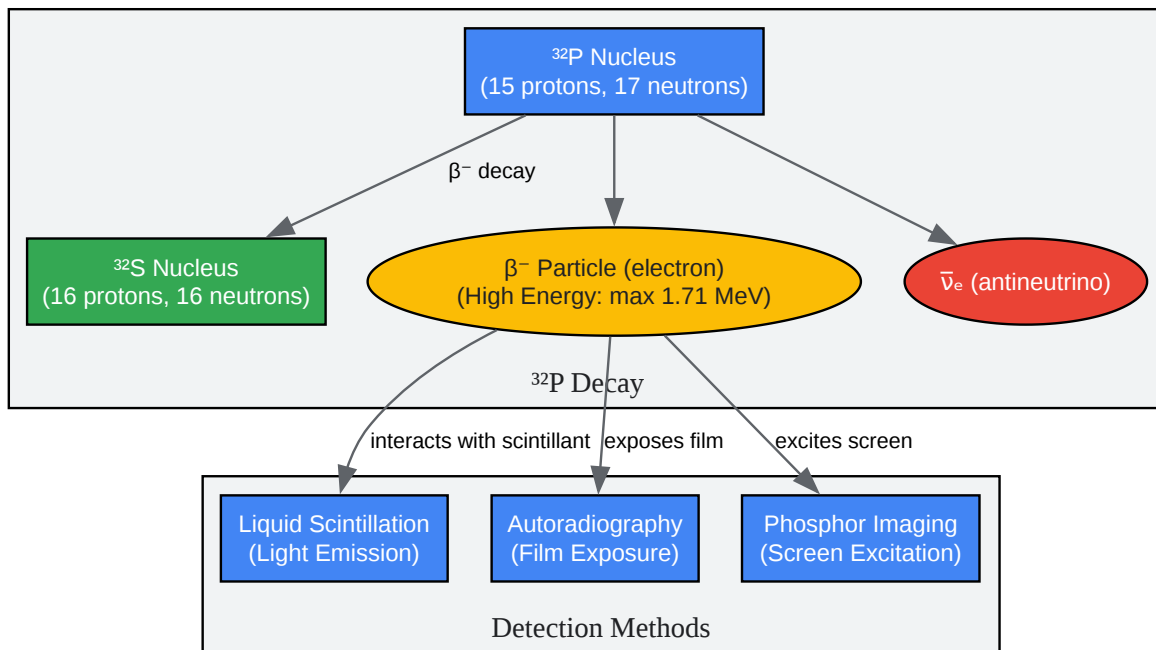 ³²P Nucleus
(15 protons, 17 neutrons)
β⁻ decay
³²S Nucleus
(16 protons, 16 neutrons)
β⁻ Particle (electron)
(High Energy: max 1.71 MeV)
ν̅ₑ (antineutrino)
³²P Decay
interacts with scintillant
exposes film
excites screen
Liquid Scintillation
(Light Emission)
Autoradiography
(Film Exposure)
Phosphor Imaging
(Screen Excitation)
Detection Methods